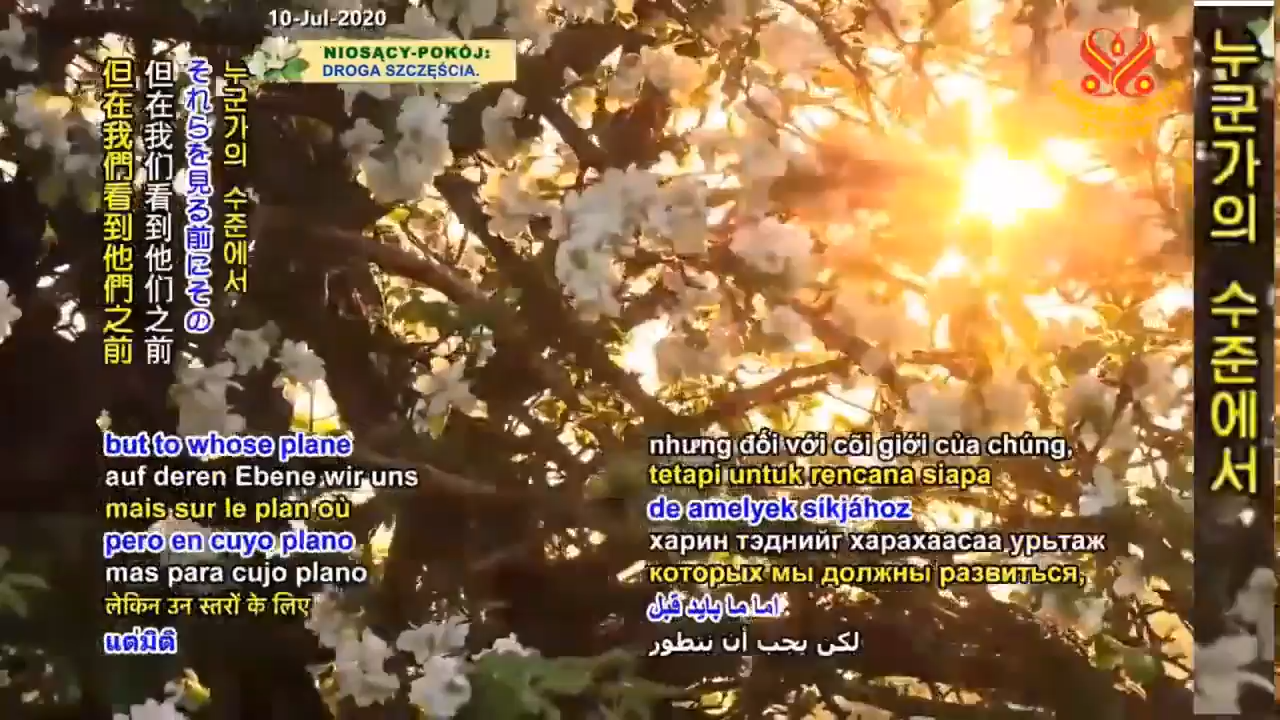 10-Jul-2020
NIOSĄCY-POKÓJ:
DROGA SZCZĘŚCIA.
누군가의 수준에서
누군가의 수준에서
それらを見る前にその
但在我们看到他们之前
但在我們看到他們之前
but to whose plane
auf deren Ebene wir uns
mais sur le plan où
pero en cuyo plano
mas para cujo plano
लेकिन उन स्तरों के लिए
แต่มิติ
nhưng đối với cõi giới của chúng,
tetapi untuk rencana siapa
de amelyek síkjához
харин тэднийг харахаасаа урьтаж
которых мы должны развиться,
اما ما باید قبل
لكن يجب أن نتطور